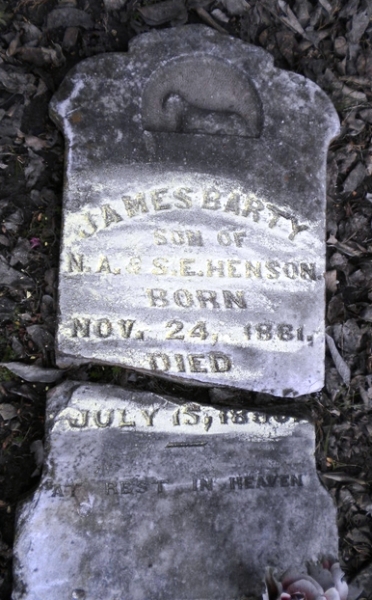 JAMES BARTY
SON OF
N. A. & S. E. HENSON.
BORN
NOV. 24, 1881,
DIED
JULY 15,
AT REST IN HEAVEN